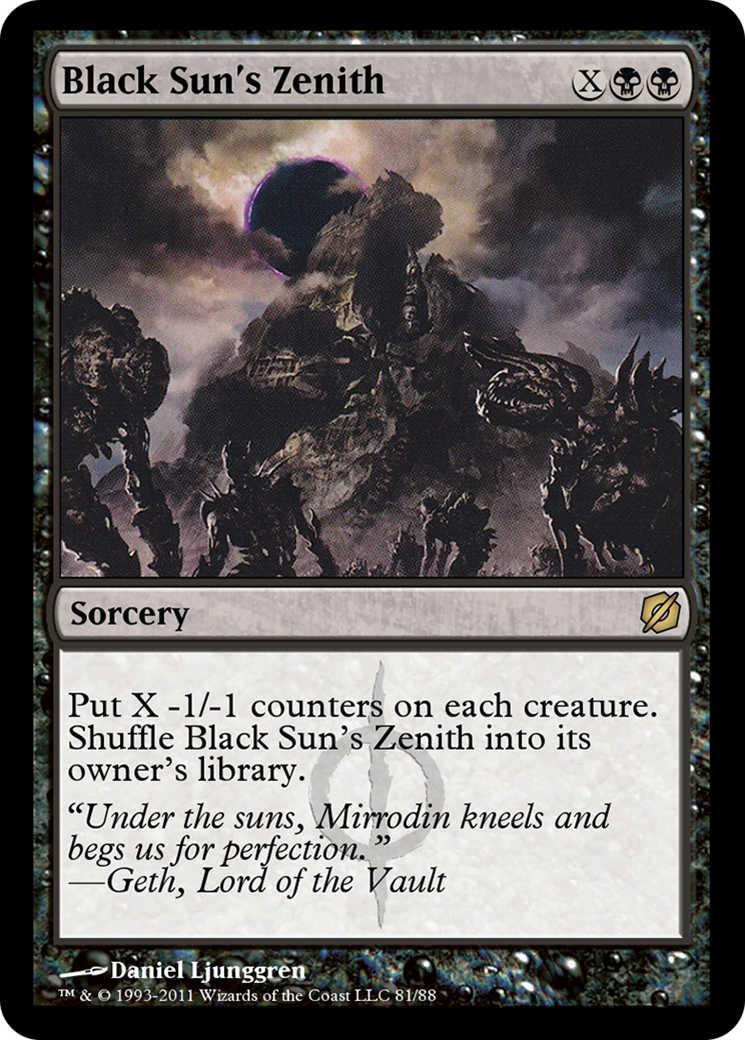 Black Sun's Zenith X
Sorcery
Put X -1/-1 counters on each creature.
Shuffle Black Sun's Zenith into its
owner's library.
“Under the suns, Mirrodin kneels and
begs us for perfection.”
—Geth, Lord of the Vault
Daniel Ljunggren
™ & © 1993-2011 Wizards of the Coast LLC 81/88